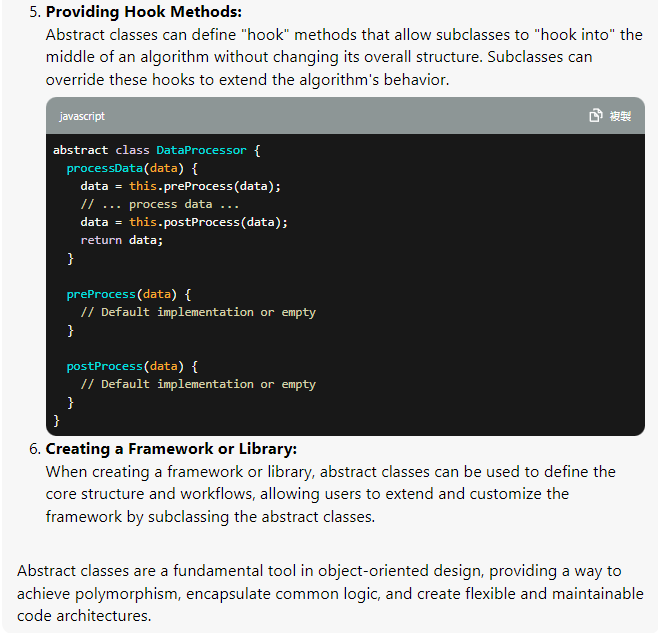 5. Providing Hook Methods:
Abstract classes can define "hook" methods that allow subclasses to "hook into" the
middle of an algorithm without changing its overall structure. Subclasses can
override these hooks to extend the algorithm's behavior.
javascript 複製
abstract class DataProcessor {
  processData(data) {
    data = this.preProcess(data);
    // ... process data ...
    data = this.postProcess(data);
    return data;
  }

  preProcess(data) {
    // Default implementation or empty
  }

  postProcess(data) {
    // Default implementation or empty
  }
}
6. Creating a Framework or Library:
When creating a framework or library, abstract classes can be used to define the
core structure and workflows, allowing users to extend and customize the
framework by subclassing the abstract classes.
Abstract classes are a fundamental tool in object-oriented design, providing a way to
achieve polymorphism, encapsulate common logic, and create flexible and maintainable
code architectures.